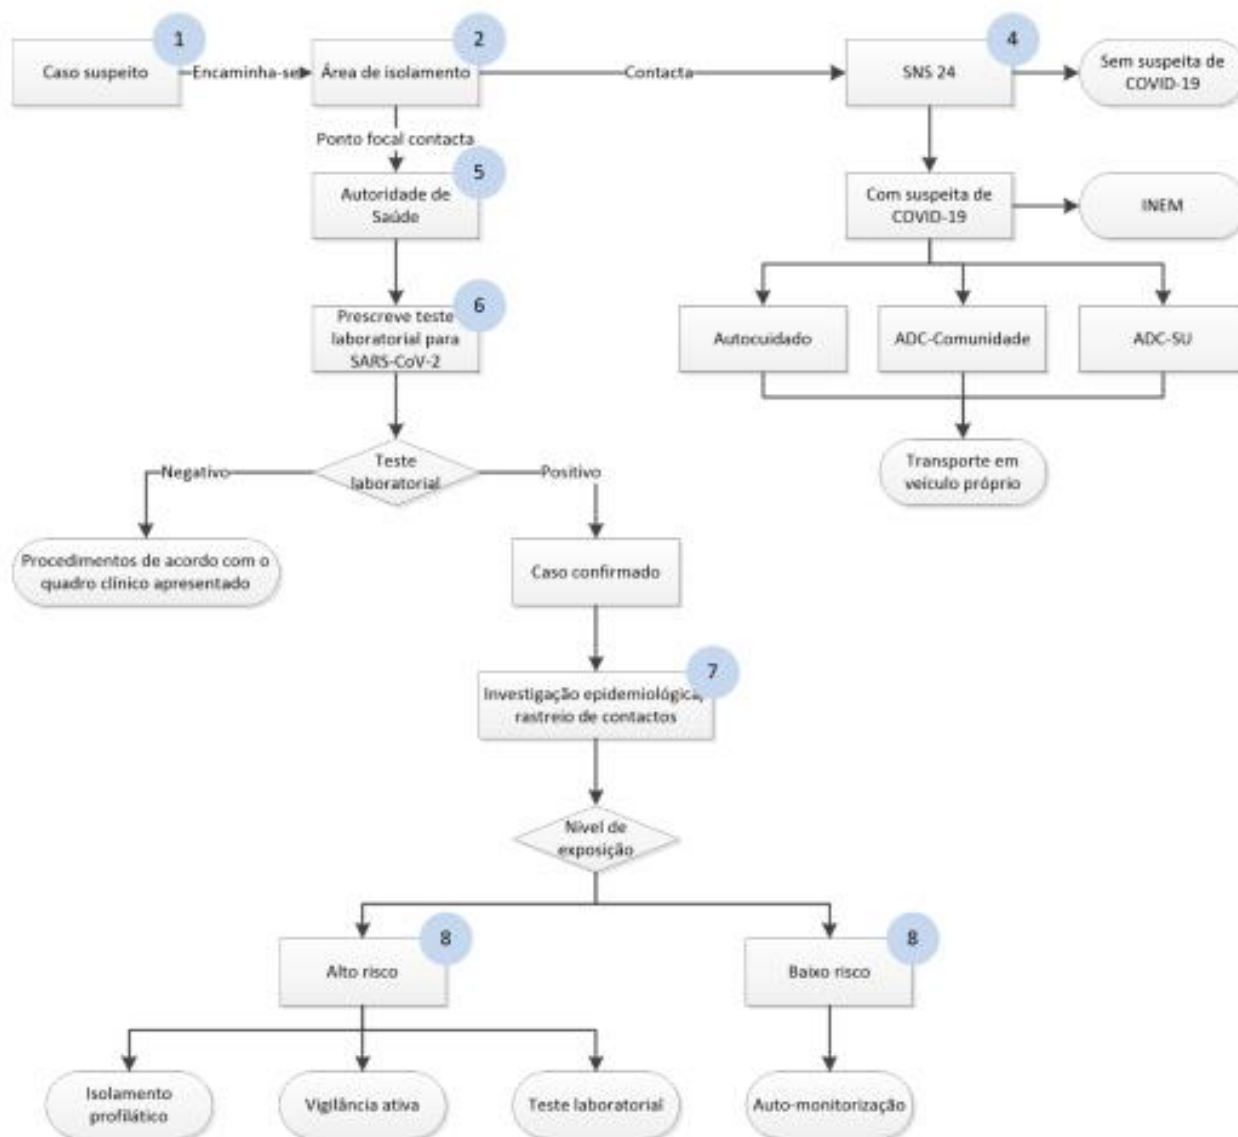 1
2
4
Caso suspeito
Encaminha-se
Área de isolamento
Contacta
SNS 24
Sem suspeita de
COVID-19
Ponto focal contacta
5
Autoridade de
Saúde
Com suspeita de
COVID-19
INEM
6
Prescreve teste
laboratorial para
SARS-CoV-2
Autocuidado
ADC-Comunidade
ADC-SU
Negativo
Teste
laboratorial
Positivo
Transporte em
veículo próprio
Procedimentos de acordo com o
quadro clínico apresentado
Caso confirmado
7
Investigação epidemiológica,
rastreio de contactos
Nível de
exposição
8
8
Alto risco
Baixo risco
Isolamento
profilático
Vigilância ativa
Teste laboratorial
Auto-monitorização